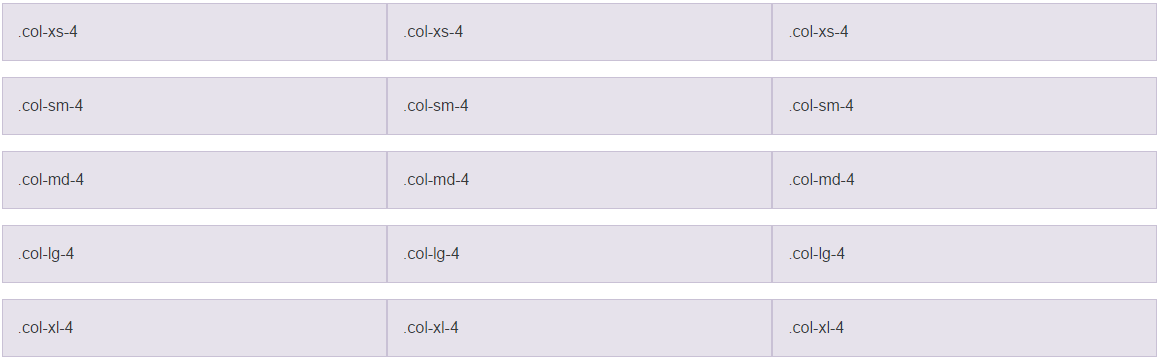 .col-xs-4 .col-xs-4 .col-xs-4
.col-sm-4 .col-sm-4 .col-sm-4
.col-md-4 .col-md-4 .col-md-4
.col-lg-4 .col-lg-4 .col-lg-4
.col-xl-4 .col-xl-4 .col-xl-4